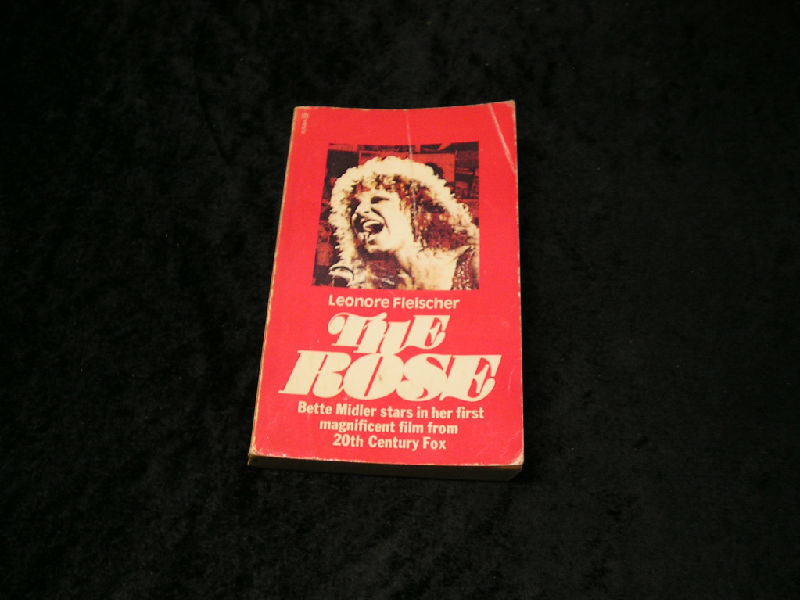 Leonore Fleischer
THE
ROSE
Bette Midler stars in her first
magnificent film from
20th Century Fox